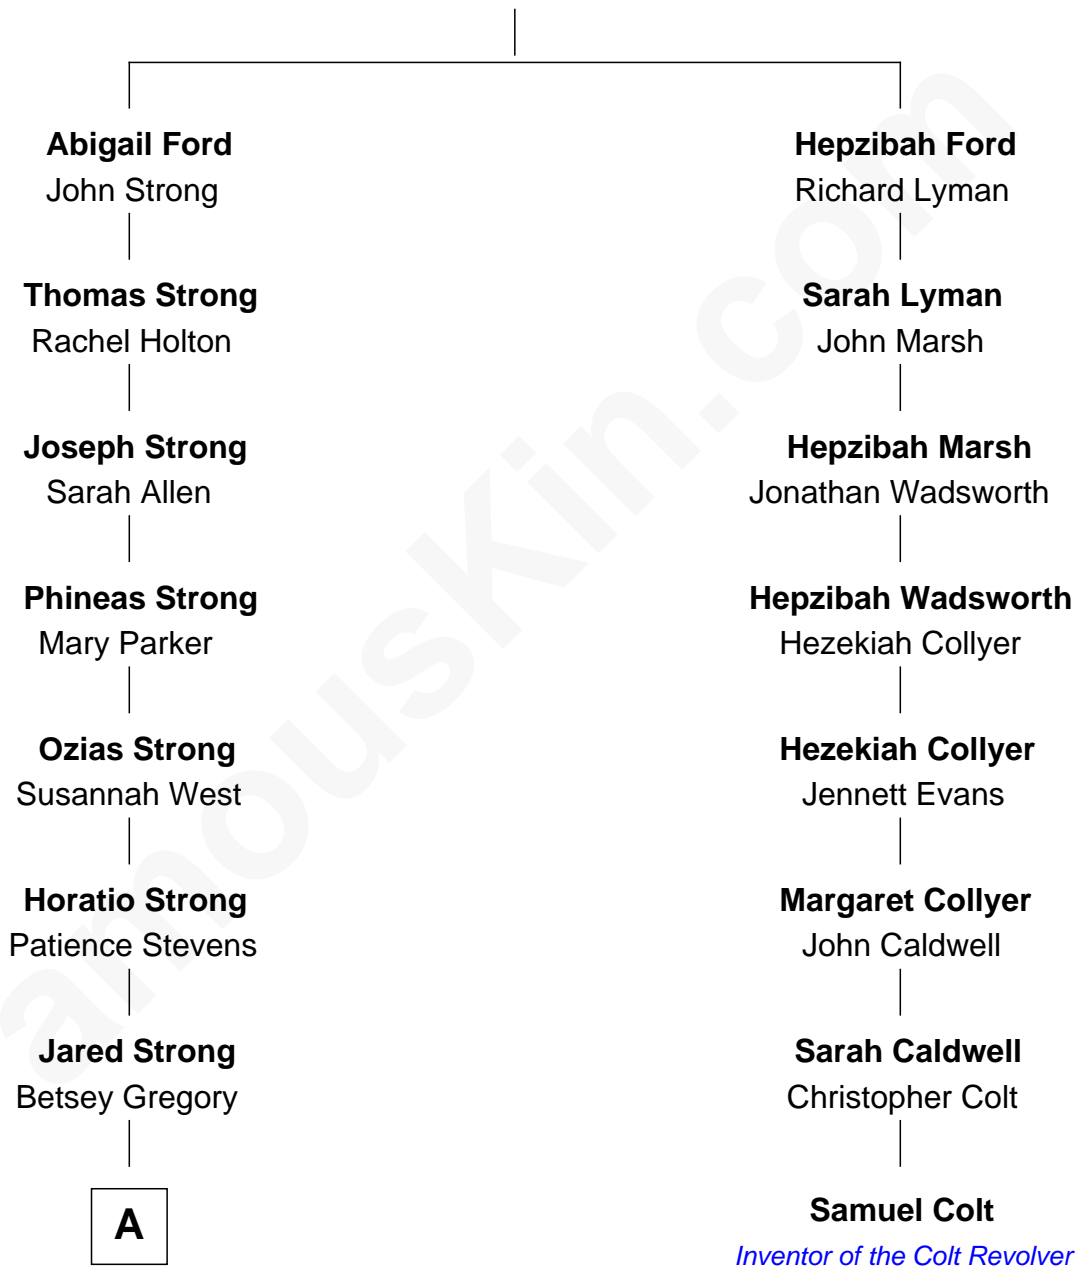 Abigail Ford
John Strong
Thomas Strong
Rachel Holton
Joseph Strong
Sarah Allen
Phineas Strong
Mary Parker
Ozias Strong
Susannah West
Horatio Strong
Patience Stevens
Jared Strong
Betsey Gregory
A
Hepzibah Ford
Richard Lyman
Sarah Lyman
John Marsh
Hepzibah Marsh
Jonathan Wadsworth
Hepzibah Wadsworth
Hezekiah Collyer
Hezekiah Collyer
Jennett Evans
Margaret Collyer
John Caldwell
Sarah Caldwell
Christopher Colt
Samuel Colt
Inventor of the Colt Revolver
amouskin.com